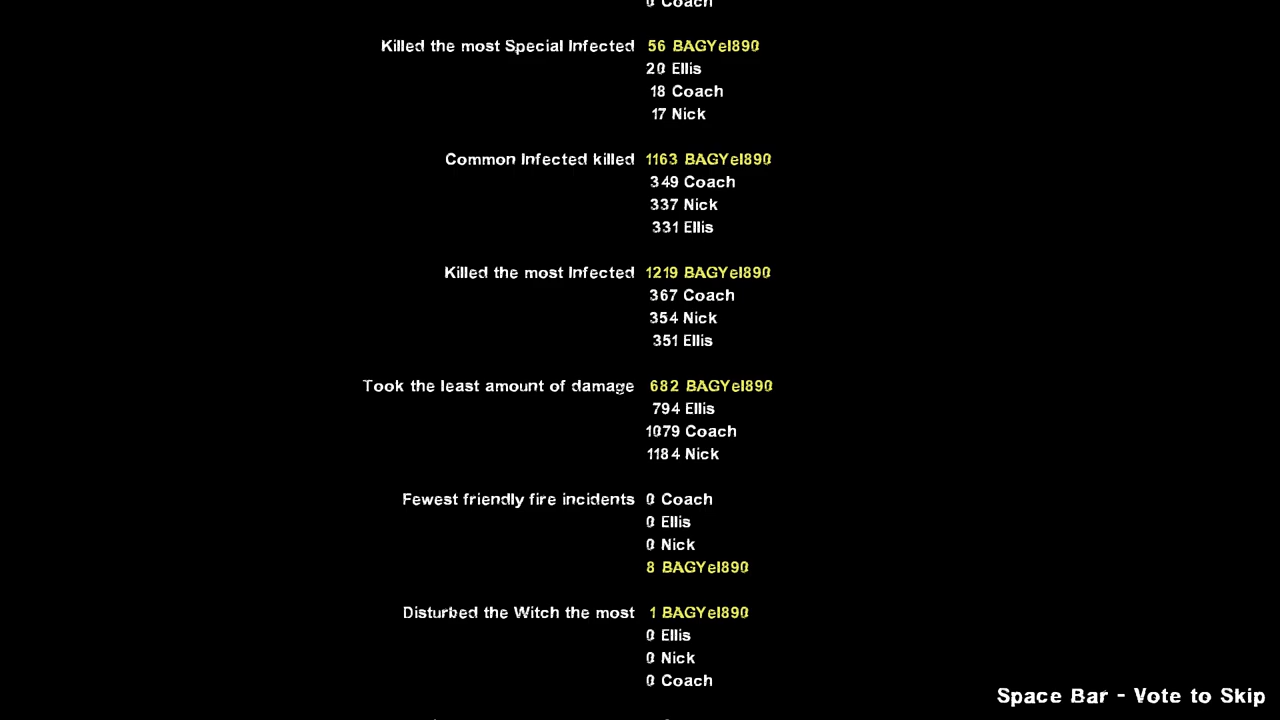 0 Coach
Killed the most Special Infected 56 BAGYel890
20 Ellis
18 Coach
17 Nick
Common Infected killed 1163 BAGYel890
349 Coach
337 Nick
331 Ellis
Killed the most Infected 1219 BAGYel890
367 Coach
354 Nick
351 Ellis
Took the least amount of damage 682 BAGYel890
794 Ellis
1079 Coach
1184 Nick
Fewest friendly fire incidents 0 Coach
0 Ellis
0 Nick
8 BAGYel890
Disturbed the Witch the most 1 BAGYel890
0 Ellis
0 Nick
0 Coach
Space Bar - Vote to Skip